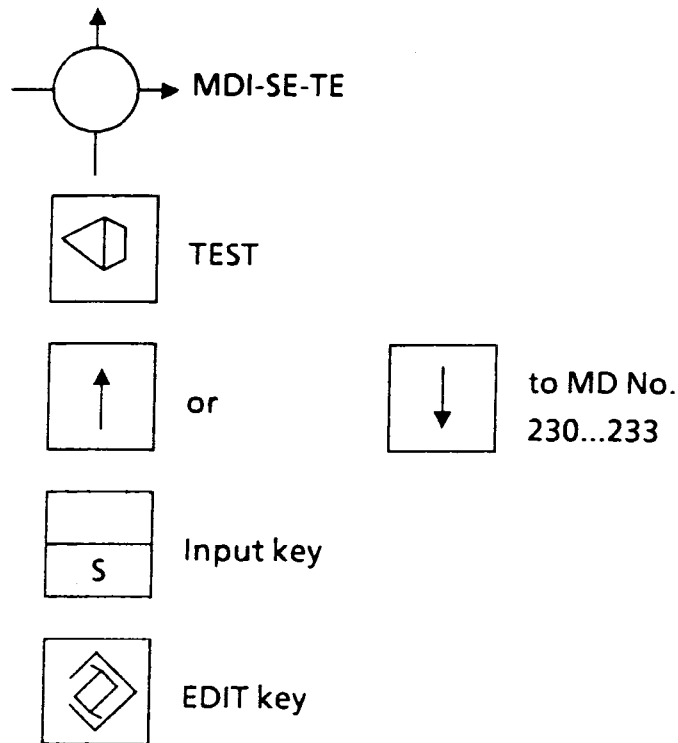 MDI-SE-TE
TEST
or
to MD No.
230...233
S
Input key
EDIT key